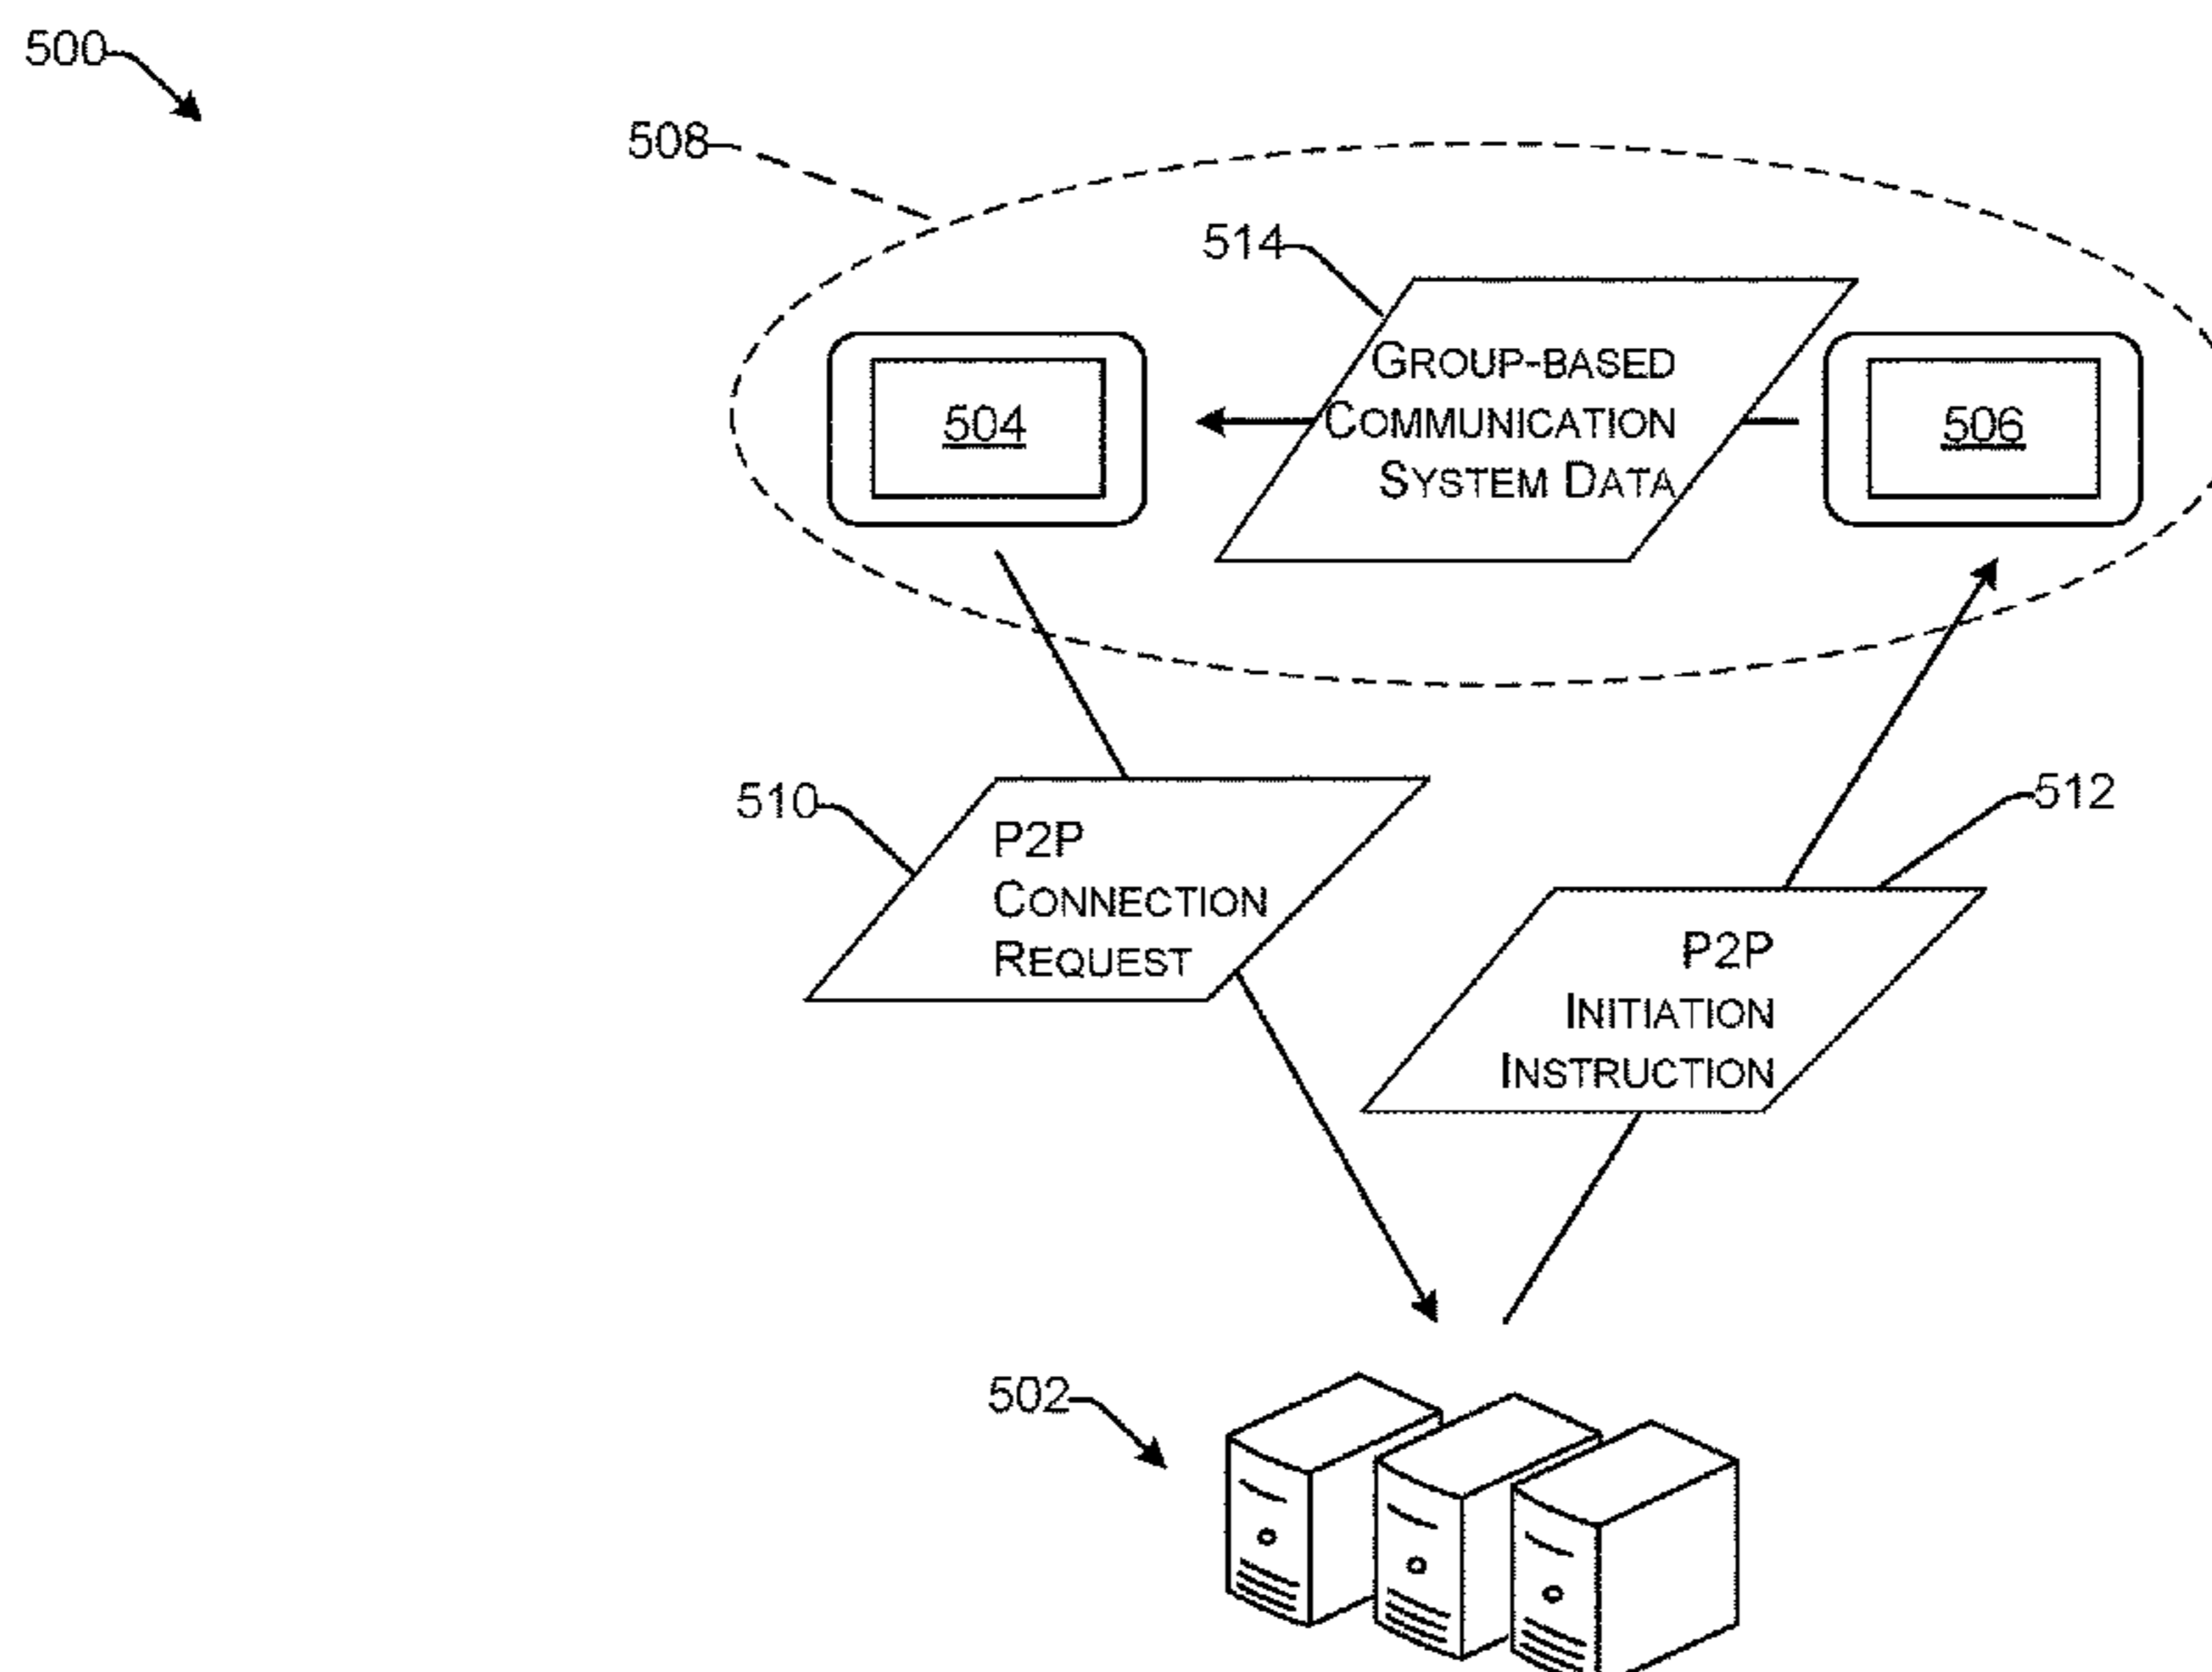 500
508
514
GROUP-BASED
COMMUNICATION
SYSTEM DATA
504
506
510
P2P
CONNECTION
REQUEST
512
P2P
INITIATION
INSTRUCTION
502